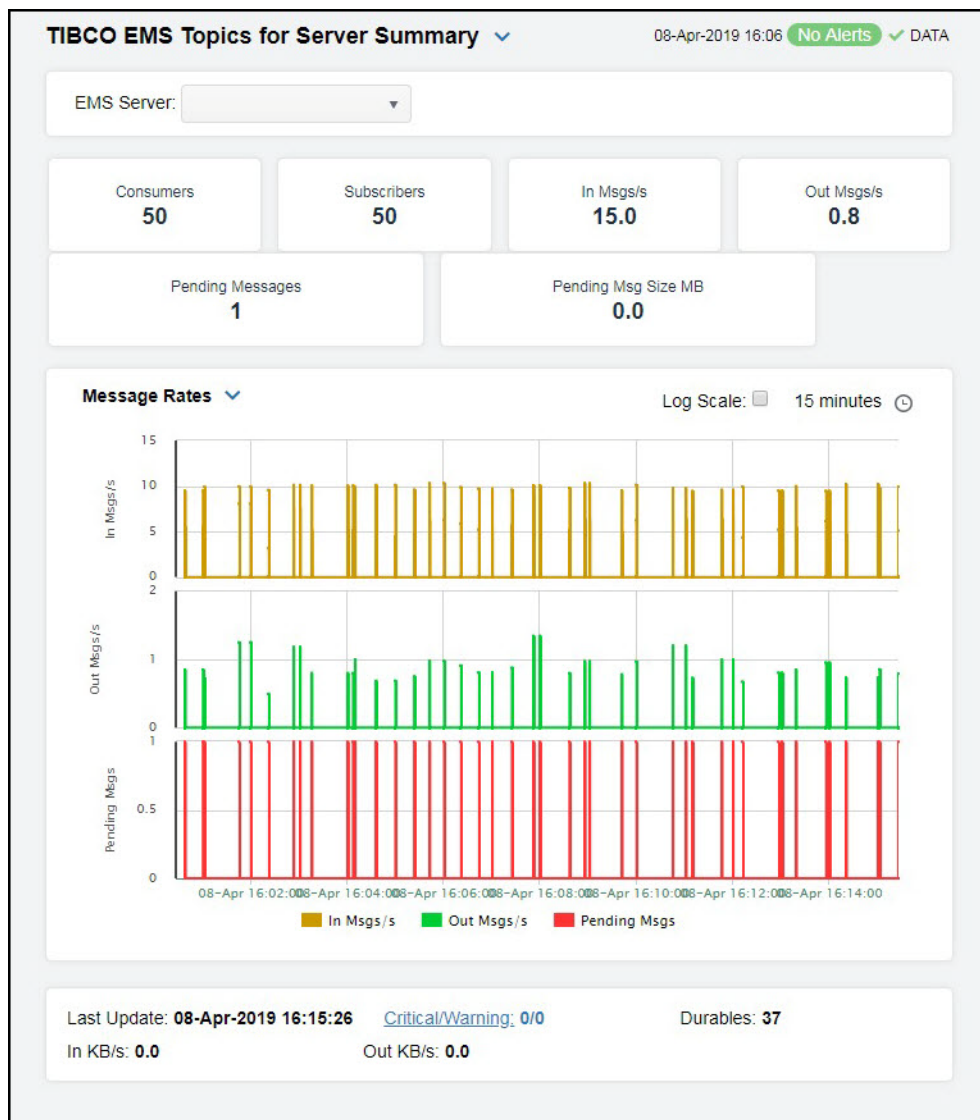 TIBCO EMS Topics for Server Summary
08-Apr-2019 16:06 No Alerts DATA
EMS Server:
Consumers
50
Subscribers
50
In Msgs/s
15.0
Out Msgs/s
0.8
Pending Messages
1
Pending Msg Size MB
0.0
Message Rates
Log Scale: 15 minutes
In Msgs/s
15
10
5
0
Out Msgs/s
2
1
0
Pending Msgs
1
0.5
0
08-Apr 16:02:00 08-Apr 16:04:00 08-Apr 16:06:00 08-Apr 16:08:00 08-Apr 16:10:00 08-Apr 16:12:00 08-Apr 16:14:00
In Msgs/s Out Msgs/s Pending Msgs
Last Update: 08-Apr-2019 16:15:26 Critical/Warning: 0/0 Durables: 37
In KB/s: 0.0 Out KB/s: 0.0